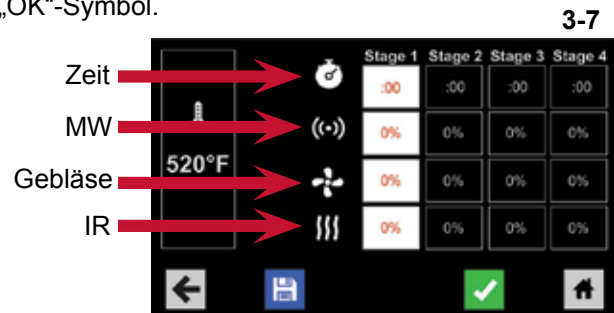 „OK“-Symbol.
3-7
Stage 1 Stage 2 Stage 3 Stage 4
Zeit :00 :00 :00 :00
MW 0% 0% 0% 0%
520°F
Gebläse 0% 0% 0% 0%
IR 0% 0% 0% 0%